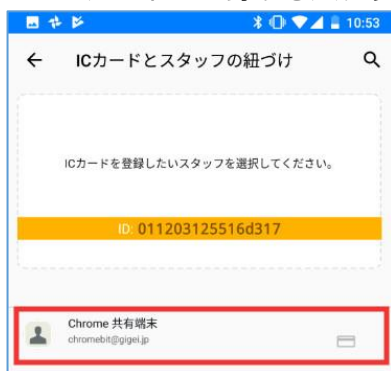 10:53
ICカードとスタッフの紐づけ
ICカードを登録したいスタッフを選択してください。
ID: 011203125516d317
Chrome 共有端末
chromebit@gigei.jp